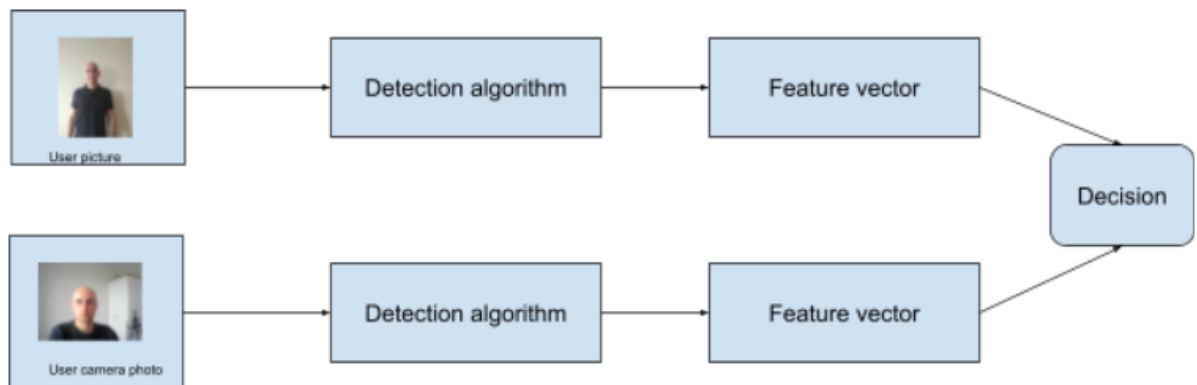 User picture
Detection algorithm
Feature vector
Decision
User camera photo
Detection algorithm
Feature vector